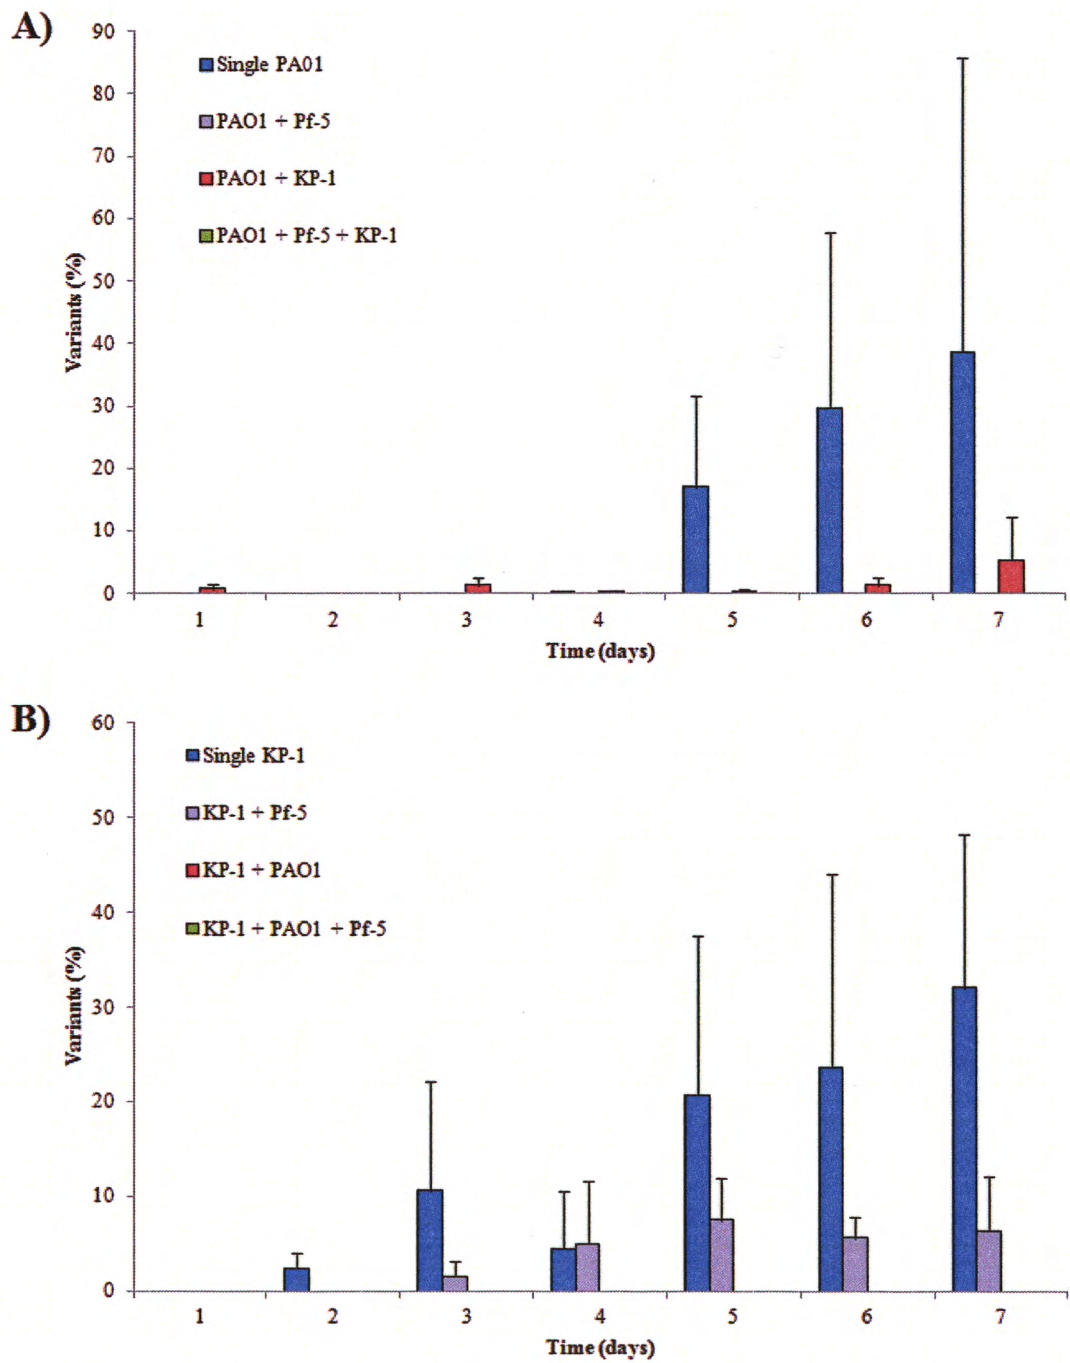 A)
90
80
70
60
50
40
30
20
10
0
Variants (%)
Single PA01
PAO1 + Pf-5
PAO1 + KP-1
PAO1 + Pf-5 + KP-1
1 2 3 4 5 6 7
Time (days)
B)
60
50
40
30
20
10
0
Variants (%)
Single KP-1
KP-1 + Pf-5
KP-1 + PAO1
KP-1 + PAO1 + Pf-5
1 2 3 4 5 6 7
Time (days)